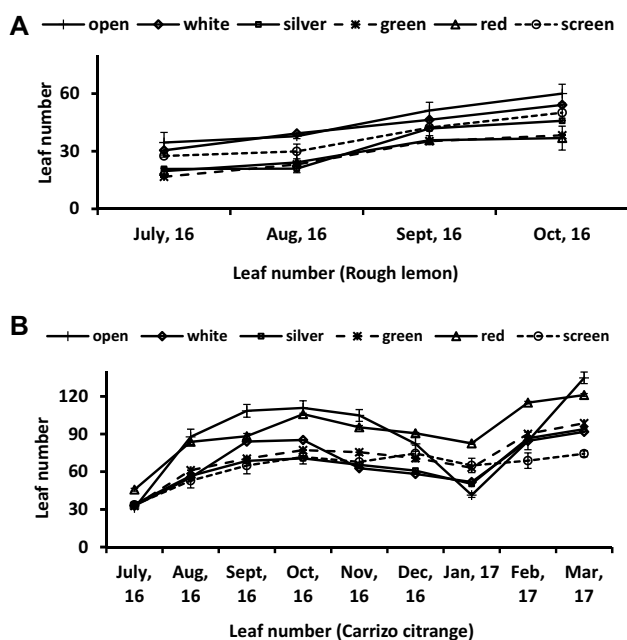 A
open white silver green red screen
Leaf number
60
30
0
July, 16 Aug, 16 Sept, 16 Oct, 16
Leaf number (Rough lemon)
B
open white silver green red screen
Leaf number
120
90
60
30
0
July, 16 Aug, 16 Sept, 16 Oct, 16 Nov, 16 Dec, 16 Jan, 17 Feb, 17 Mar, 17
Leaf number (Carrizo citrange)